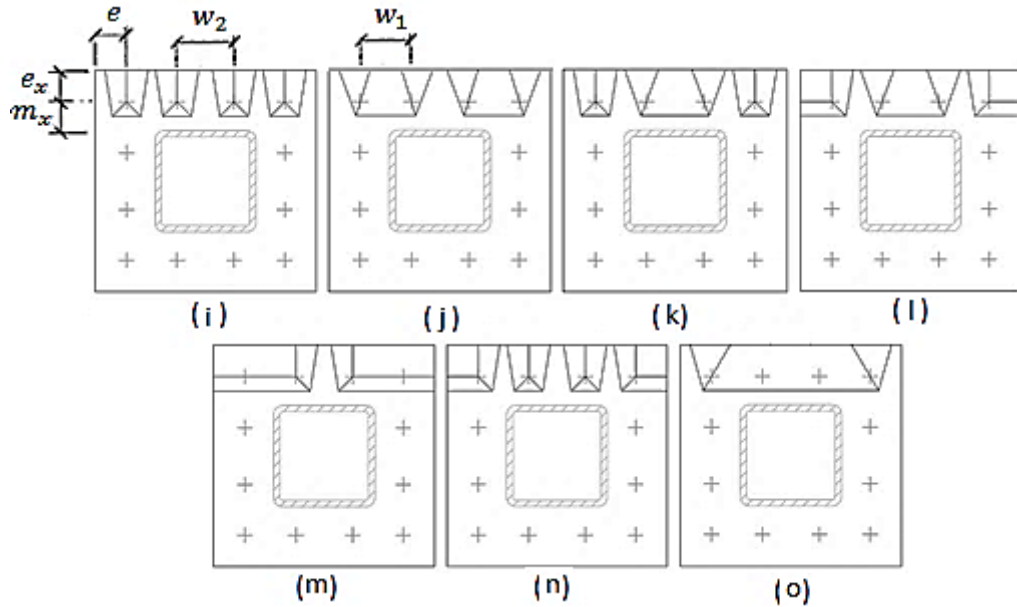 e w₂ w₁
eₓ
mₓ
(i) (j) (k) (l)
(m) (n) (o)